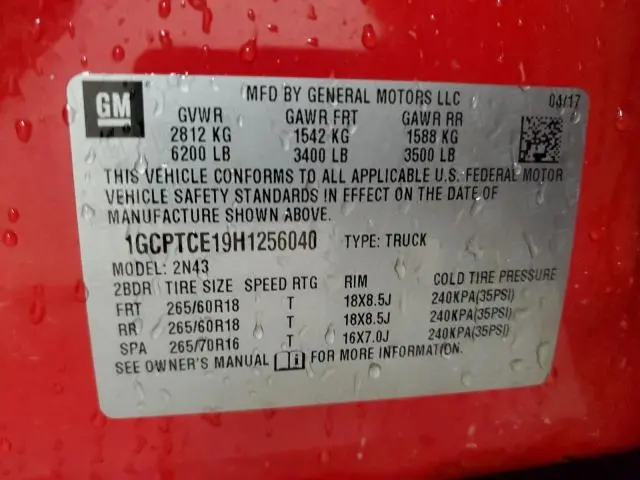 GM
MFD BY GENERAL MOTORS LLC 04/17
GVWR GAWR FRT GAWR RR
2812 KG 1542 KG 1588 KG
6200 LB 3400 LB 3500 LB
THIS VEHICLE CONFORMS TO ALL APPLICABLE U.S. FEDERAL MOTOR
VEHICLE SAFETY STANDARDS IN EFFECT ON THE DATE OF
MANUFACTURE SHOWN ABOVE.
1GCPTCE19H1256040 TYPE: TRUCK
MODEL: 2N43
2BDR TIRE SIZE SPEED RTG RIM COLD TIRE PRESSURE
FRT 265/60R18 T 18X8.5J 240KPA(35PSI)
RR 265/60R18 T 18X8.5J 240KPA(35PSI)
SPA 265/70R16 T 16X7.0J 240KPA(35PSI)
SEE OWNER'S MANUAL FOR MORE INFORMATION.